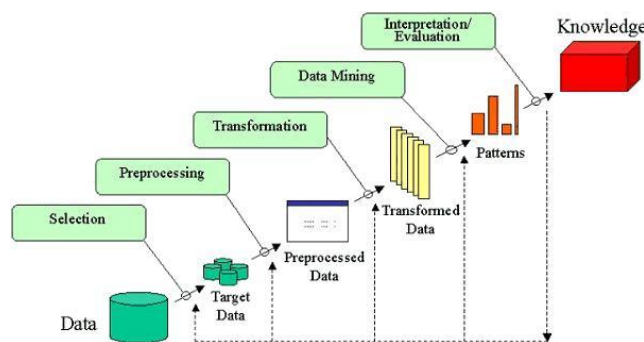 Interpretation/
Evaluation
Knowledge
Data Mining
Transformation
Patterns
Preprocessing
Transformed
Data
Selection
Preprocessed
Data
Target
Data
Data